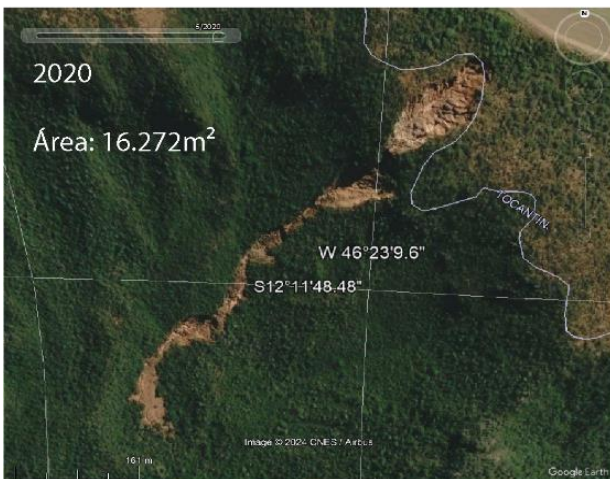 5/2020
N
2020
Área: 16.272m²
TOCANTIN
W 46°23'9.6"
S12°11'48.48"
Image © 2024 CNES / Airbus
161 m
Google Earth